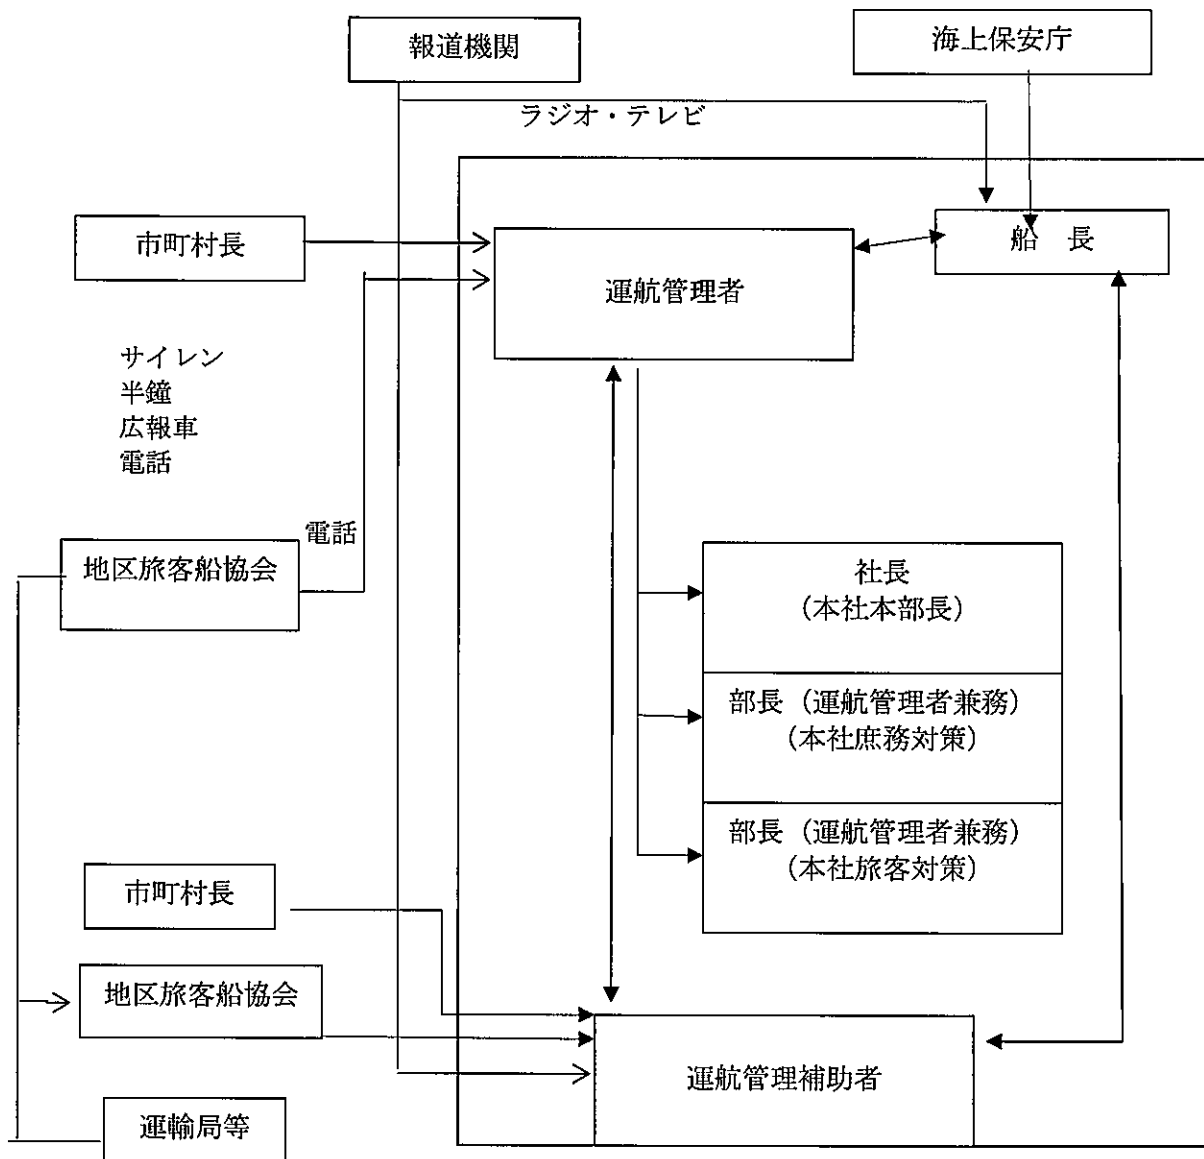 報道機関
海上保安庁
ラジオ・テレビ
市町村長
船 長
運航管理者
サイレン
半鐘
広報車
電話
電話
地区旅客船協会
社長
(本社本部長)
部長(運航管理者兼務)
(本社庶務対策)
部長(運航管理者兼務)
(本社旅客対策)
市町村長
地区旅客船協会
運航管理補助者
運輸局等